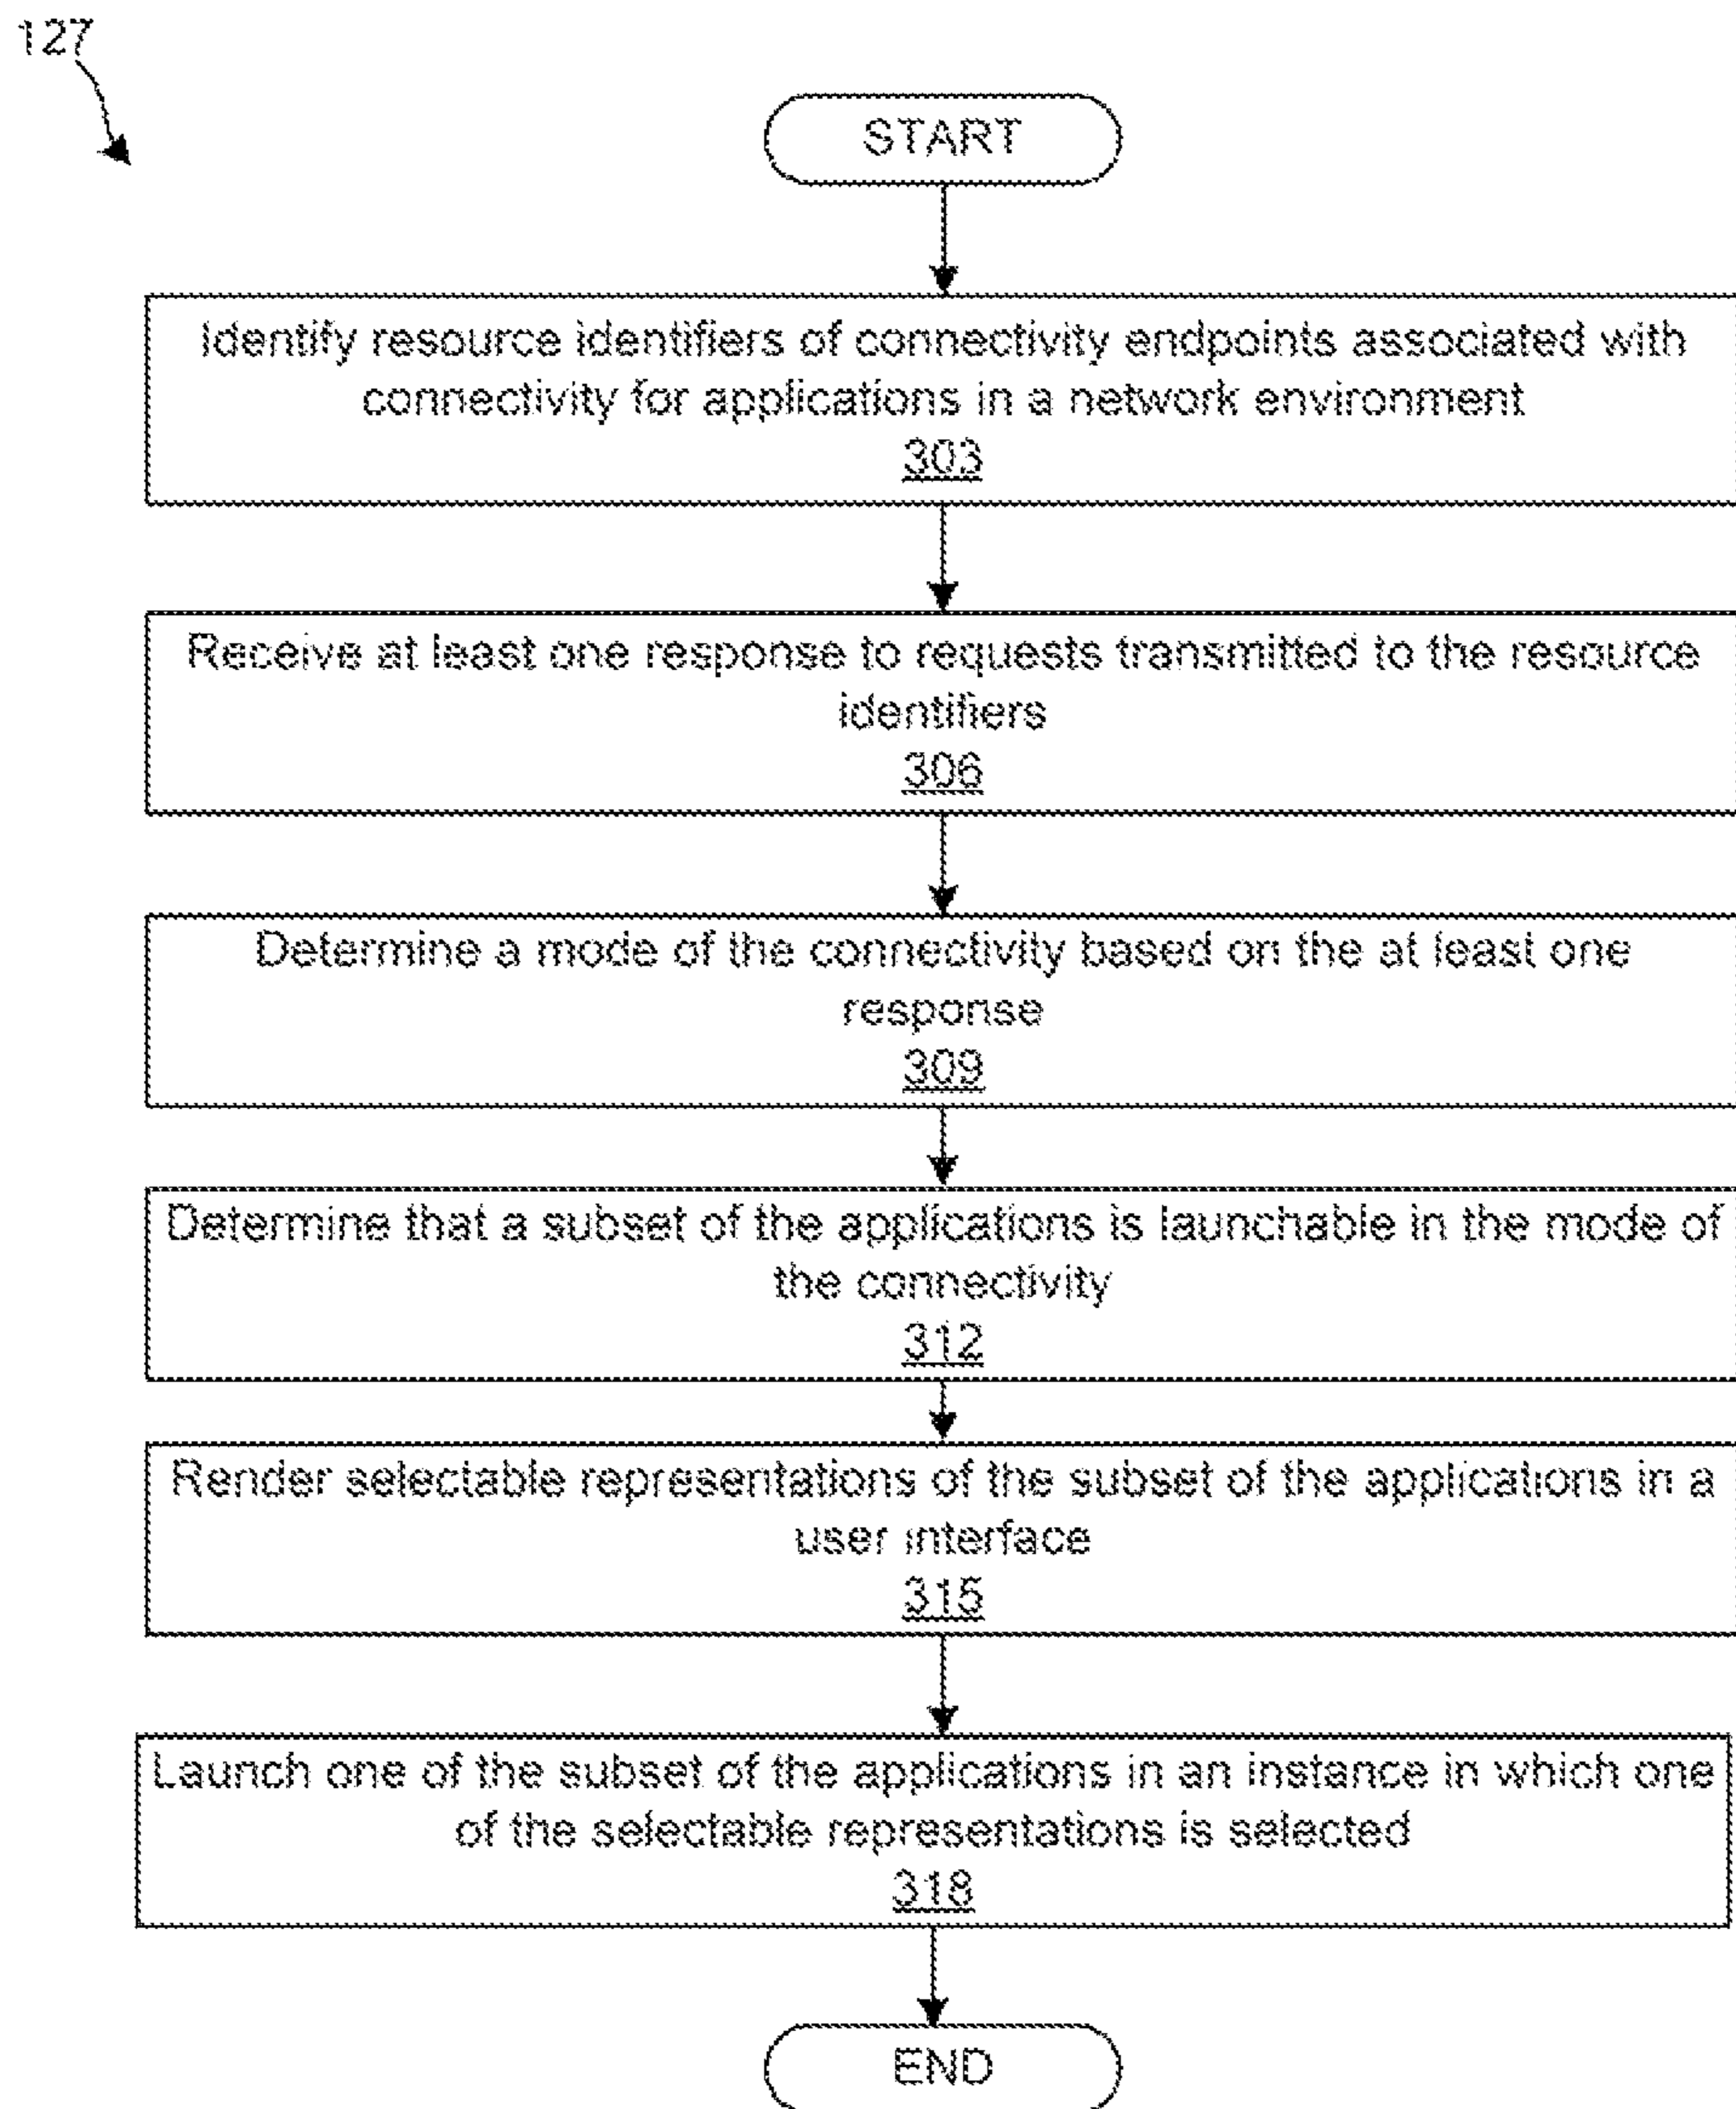 127
START
Identify resource identifiers of connectivity endpoints associated with
connectivity for applications in a network environment
303
Receive at least one response to requests transmitted to the resource
identifiers
306
Determine a mode of the connectivity based on the at least one
response
309
Determine that a subset of the applications is launchable in the mode of
the connectivity
312
Render selectable representations of the subset of the applications in a
user interface
315
Launch one of the subset of the applications in an instance in which one
of the selectable representations is selected
318
END